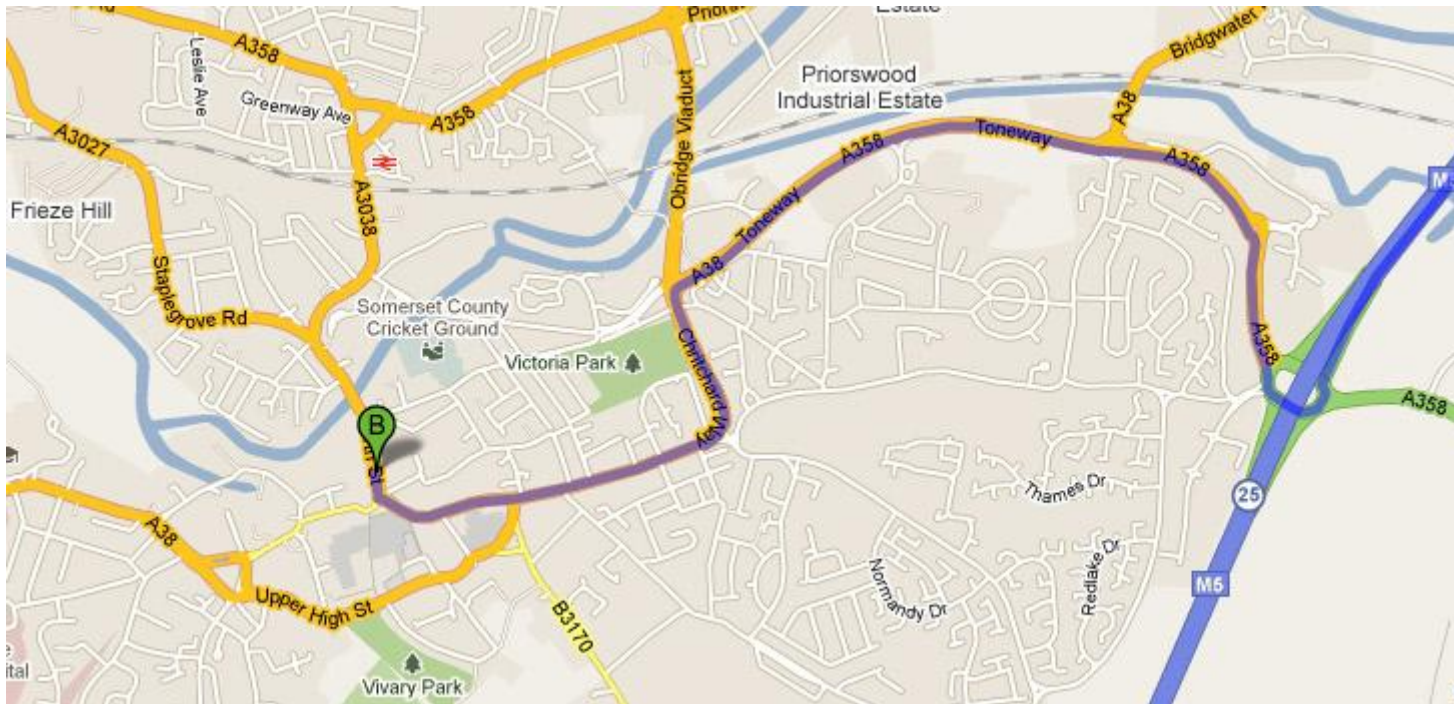 Estate
A358
Leslie Ave
Greenway Ave
A358
A3027
Frieze Hill
A3038
Staplegrove Rd
Somerset County
Cricket Ground
Victoria Park
Obridge Viaduct
Priorswood
Industrial Estate
Bridgwater
A38
A358
Toneway
A358
Toneway
A38
Chritchard Way
A358
A358
B
St
A38
Upper High St
B3170
Vivary Park
Thames Dr
Normandy Dr
Redlake Dr
25
M5